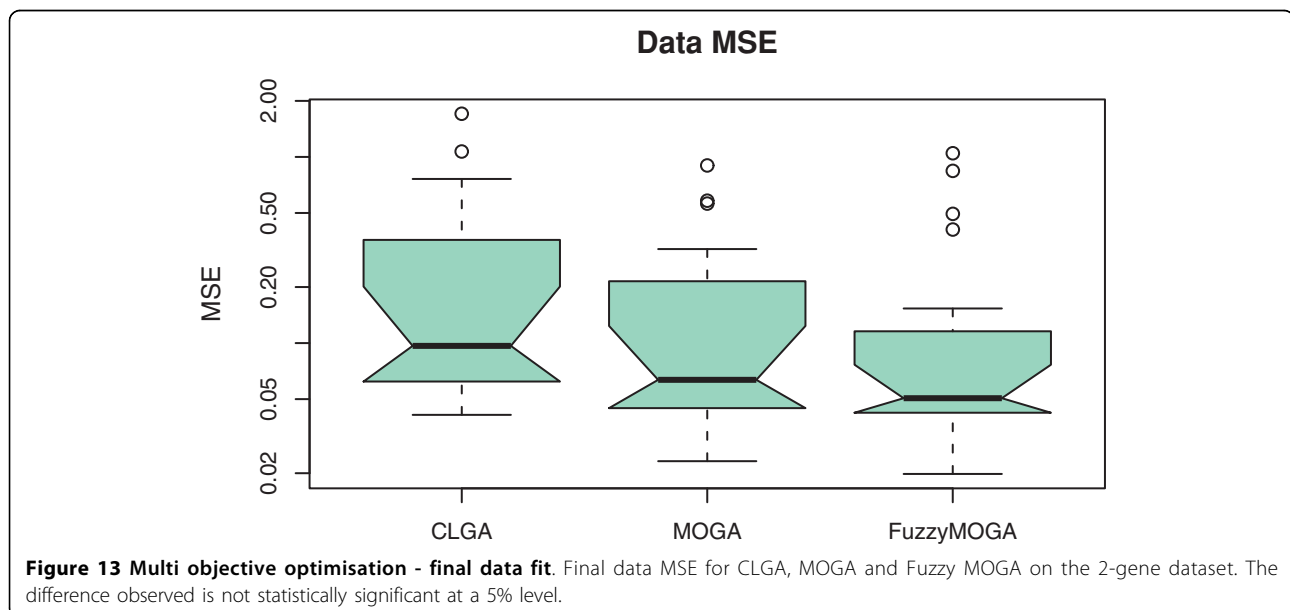 Data MSE
2.00
0.50
0.20
0.05
0.02
MSE
CLGA MOGA FuzzyMOGA
Figure 13 Multi objective optimisation - final data fit. Final data MSE for CLGA, MOGA and Fuzzy MOGA on the 2-gene dataset. The
difference observed is not statistically significant at a 5% level.